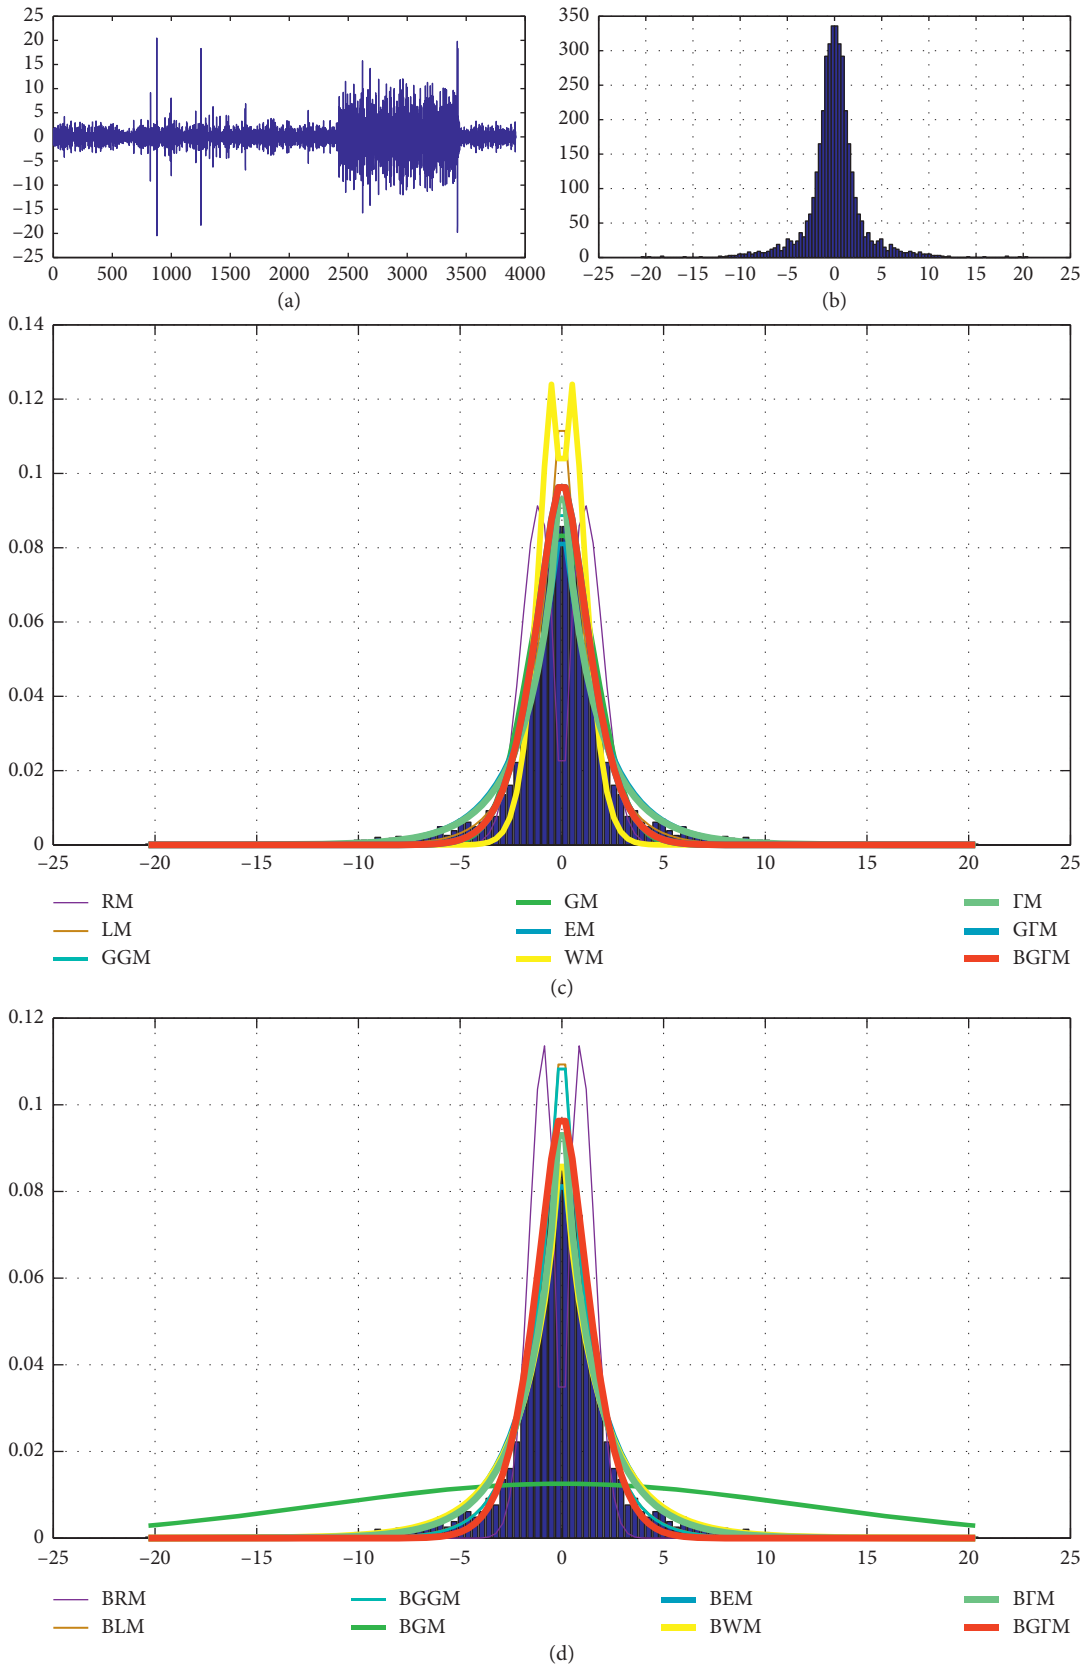 25
20
15
10
5
0
−5
−10
−15
−20
−25
0 500 1000 1500 2000 2500 3000 3500 4000
(a)
350
300
250
200
150
100
50
0
−25 −20 −15 −10 −5 0 5 10 15 20 25
(b)
0.14
0.12
0.1
0.08
0.06
0.04
0.02
0
−25 −20 −15 −10 −5 0 5 10 15 20 25
RM GM ΓM
LM EM GΓM
GGM WM BGΓM
(c)
0.12
0.1
0.08
0.06
0.04
0.02
0
−25 −20 −15 −10 −5 0 5 10 15 20 25
BRM BGGM BEM BΓM
BLM BGM BWM BGΓM
(d)